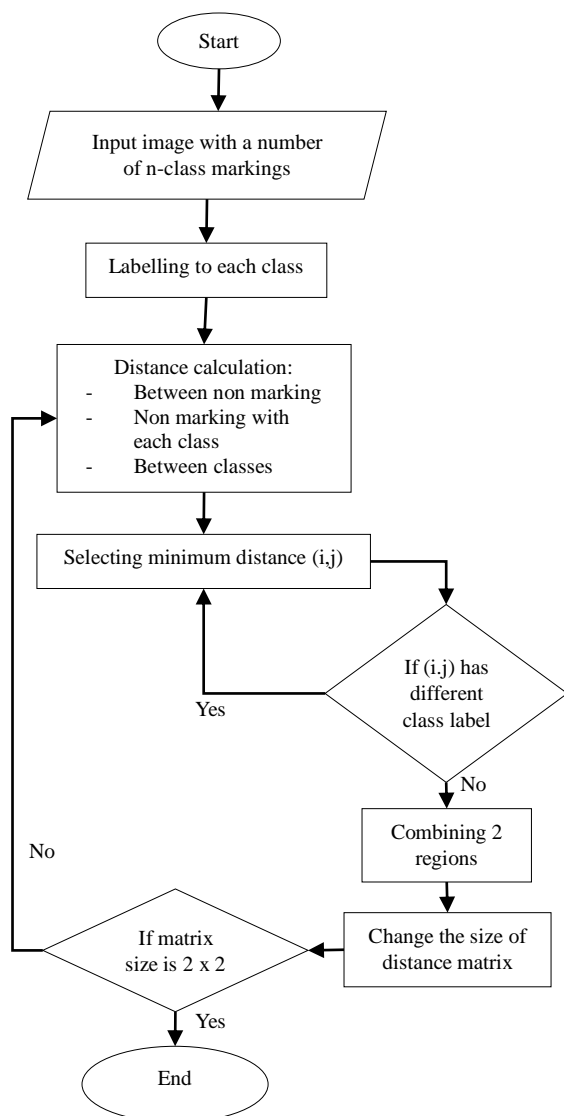 Start
Input image with a number
of n-class markings
Labelling to each class
Distance calculation:
- Between non marking
- Non marking with
each class
- Between classes
Selecting minimum distance (i,j)
If (i.j) has
different
class label
Yes
No
Combining 2
regions
Change the size of
distance matrix
If matrix
size is 2 x 2
No
Yes
End